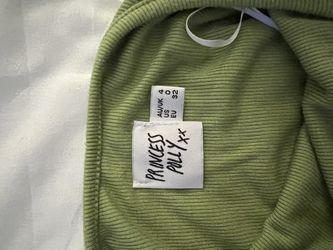 AU/UK 4
US 0
EU 32
PRINCESS
POLLY xx